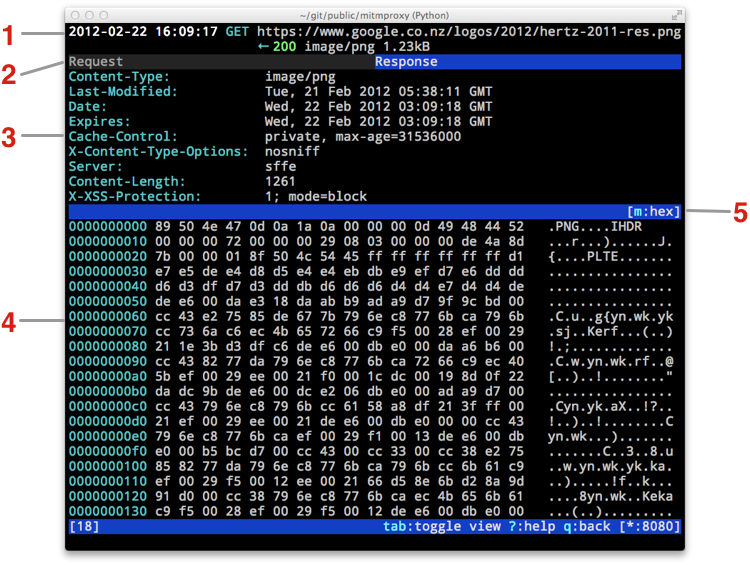 ~/git/public/mitmproxy (Python)
1 2012-02-22 16:09:17 GET https://www.google.co.nz/logos/2012/hertz-2011-res.png
← 200 image/png 1.23kB
2 Request Response
Content-Type: image/png
Last-Modified: Tue, 21 Feb 2012 05:38:11 GMT
Date: Wed, 22 Feb 2012 03:09:18 GMT
Expires: Wed, 22 Feb 2012 03:09:18 GMT
3 Cache-Control: private, max-age=31536000
X-Content-Type-Options: nosniff
Server: sffe
Content-Length: 1261
X-XSS-Protection: 1; mode=block
[m:hex] 5
0000000000 89 50 4e 47 0d 0a 1a 0a 00 00 00 0d 49 48 44 52 .PNG....IHDR
0000000010 00 00 00 72 00 00 00 29 08 03 00 00 00 de 4a 8d ...r...)......J.
0000000020 7b 00 00 01 8f 50 4c 54 45 ff ff ff ff ff ff d1 {....PLTE.......
0000000030 e7 e5 de e4 d8 d5 e4 e4 eb db e9 ef d7 e6 dd dd ................
0000000040 d6 d3 df d7 d3 dd db d6 d6 d6 d4 d4 e7 d4 d4 de ................
0000000050 de e6 00 da e3 18 da ab b9 ad a9 d7 9f 9c bd 00 ................
4 0000000060 cc 43 e2 75 85 de 67 7b 79 6e c8 77 6b ca 79 6b .C.u..g{yn.wk.yk
0000000070 cc 73 6a c6 ec 4b 65 72 66 c9 f5 00 28 ef 00 29 .sj..Kerf...(..)
0000000080 21 1e 3b d3 df c6 de e6 00 db e0 00 da a6 b6 00 !.;.............
0000000090 cc 43 82 77 da 79 6e c8 77 6b ca 72 66 c9 ec 40 .C.w.yn.wk.rf..@
00000000a0 5b ef 00 29 ee 00 21 f0 00 1c dc 00 19 8d 0f 22 [..)..!........"
00000000b0 da dc 9b de e6 00 dc e2 06 db e0 00 ad a9 d7 00 ................
00000000c0 cc 43 79 6e c8 79 6b cc 61 58 a8 df 21 3f ff 00 .Cyn.yk.aX..!?..
00000000d0 21 ef 00 29 ee 00 21 de e6 00 db e0 00 00 cc 43 !..)..!........C
00000000e0 79 6e c8 77 6b ca ef 00 29 f1 00 13 de e6 00 db yn.wk...).......
00000000f0 e0 00 b5 bc d7 00 cc 43 00 cc 33 00 cc 38 e2 75 .......C..3..8.u
0000000100 85 82 77 da 79 6e c8 77 6b ca 79 6b cc 6b 61 c9 ..w.yn.wk.yk.ka.
0000000110 ef 00 29 f5 00 12 ee 00 21 66 d5 8e 6b d2 8a 9d ..).....!f..k...
0000000120 91 d0 00 cc 38 79 6e c8 77 6b ca ec 4b 65 6b 61 ....8yn.wk..Keka
0000000130 c9 f5 00 28 ef 00 29 f5 00 12 de e6 00 db e0 00 ...(..).........
[18] tab:toggle view ?:help q:back [*:8080]